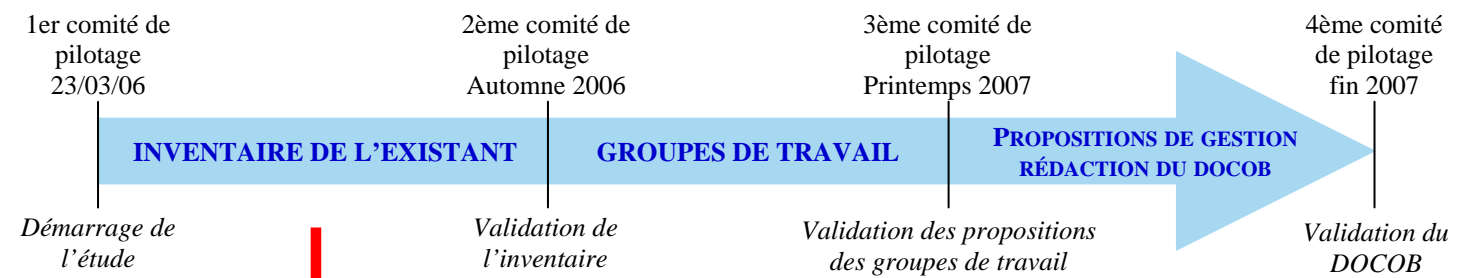 1er comité de
pilotage
23/03/06
2ème comité de
pilotage
Automne 2006
3ème comité de
pilotage
Printemps 2007
4ème comité
de pilotage
fin 2007
INVENTAIRE DE L’EXISTANT
GROUPES DE TRAVAIL
PROPOSITIONS DE GESTION
RÉDACTION DU DOCOB
Démarrage de
l’étude
Validation de
l’inventaire
Validation des propositions
des groupes de travail
Validation du
DOCOB